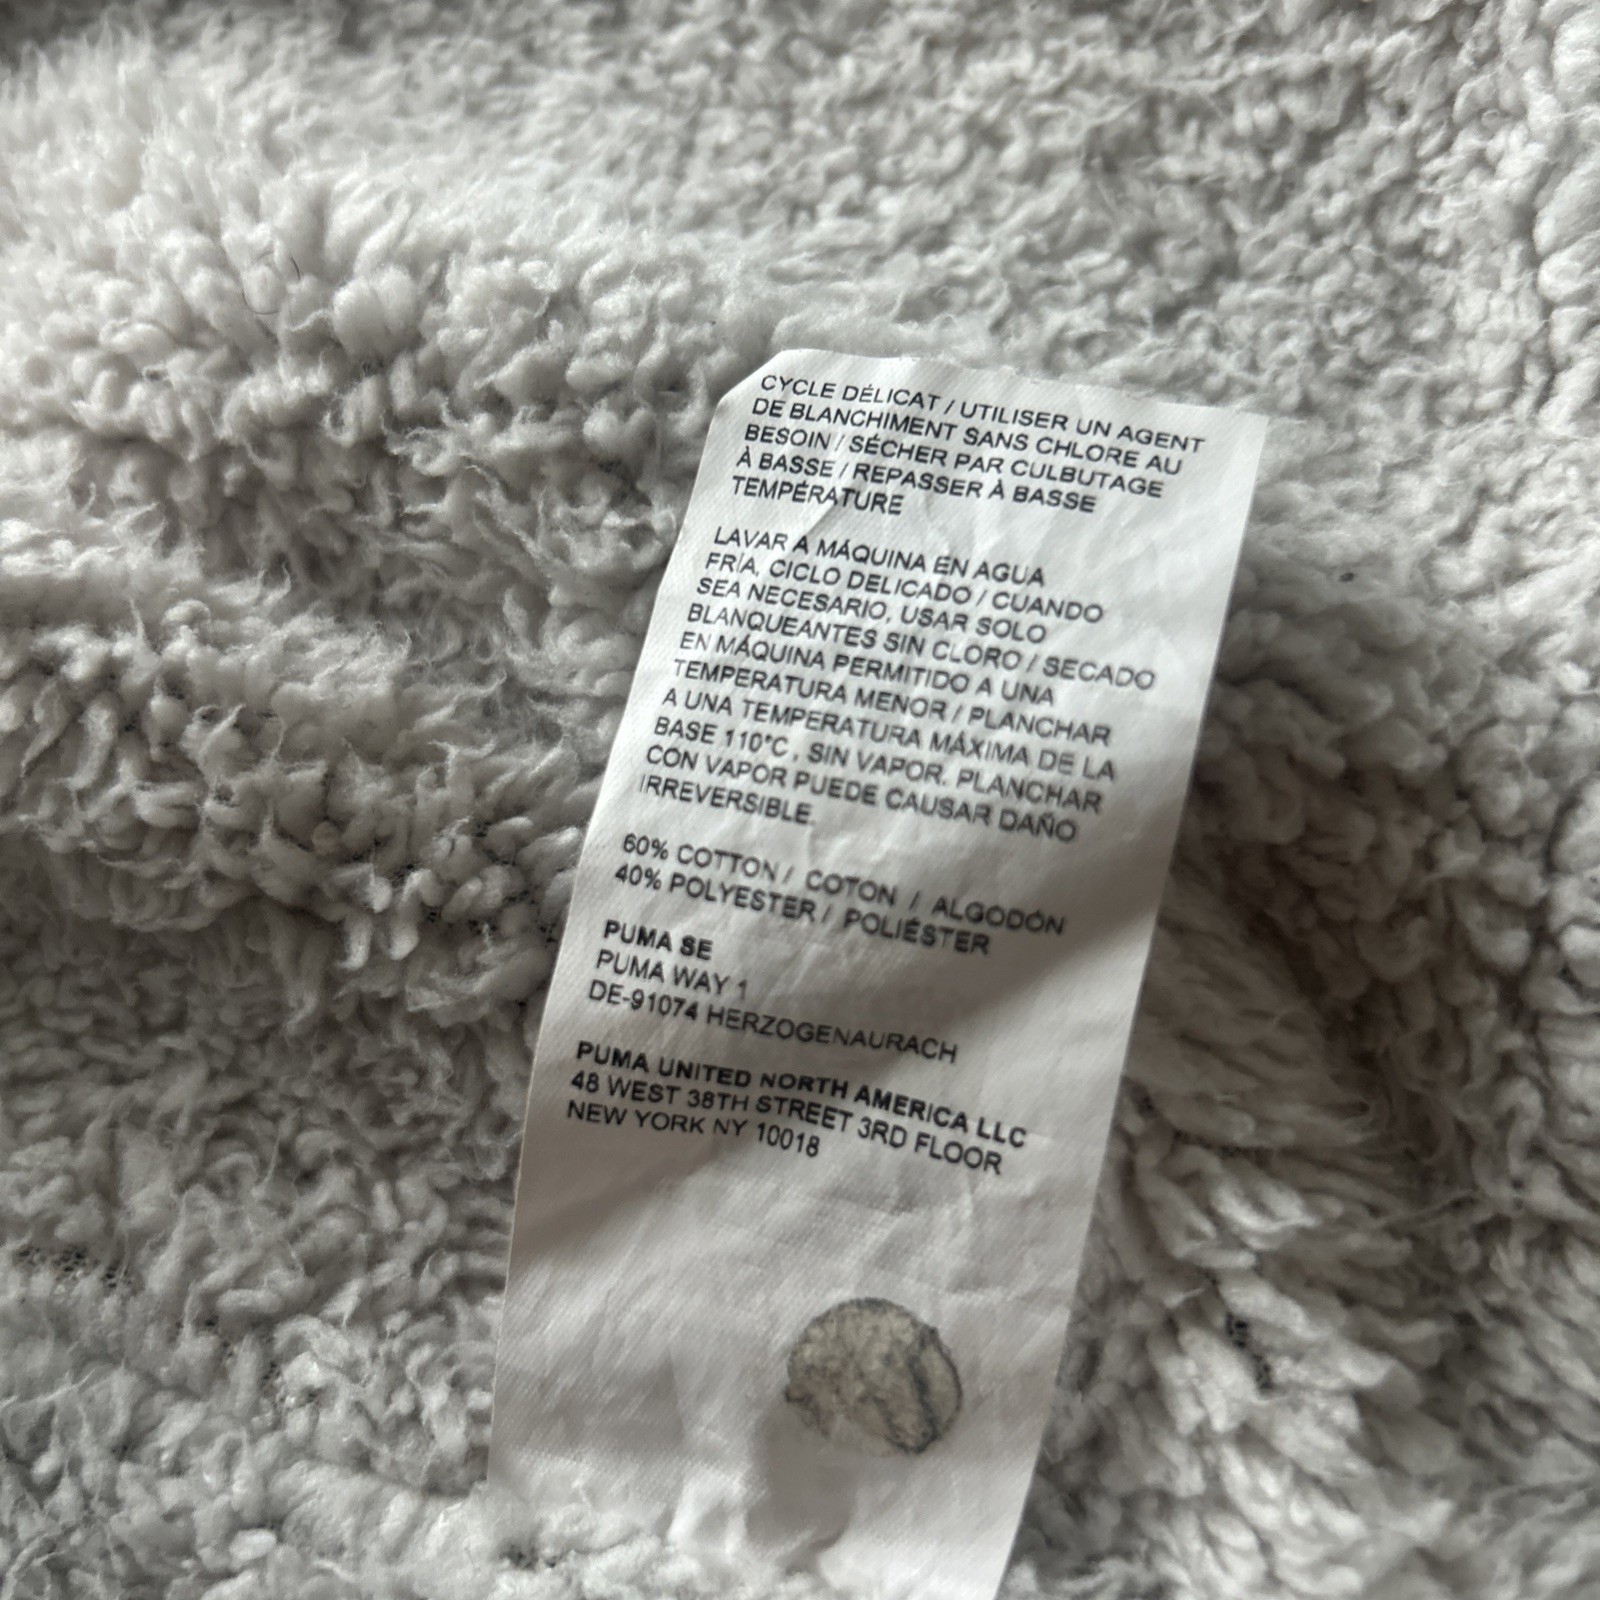 CYCLE DÉLICAT / UTILISER UN AGENT
DE BLANCHIMENT SANS CHLORE AU
BESOIN / SÉCHER PAR CULBUTAGE
À BASSE / REPASSER À BASSE
TEMPÉRATURE
LAVAR A MÁQUINA EN AGUA
FRÍA, CICLO DELICADO / CUANDO
SEA NECESARIO, USAR SOLO
BLANQUEANTES SIN CLORO / SECADO
EN MÁQUINA PERMITIDO A UNA
TEMPERATURA MENOR / PLANCHAR
A UNA TEMPERATURA MÁXIMA DE LA
BASE 110°C, SIN VAPOR. PLANCHAR
CON VAPOR PUEDE CAUSAR DAÑO
IRREVERSIBLE.
60% COTTON / COTON / ALGODÓN
40% POLYESTER / POLIÉSTER
PUMA SE
PUMA WAY 1
DE-91074 HERZOGENAURACH
PUMA UNITED NORTH AMERICA LLC
48 WEST 38TH STREET 3RD FLOOR
NEW YORK NY 10018